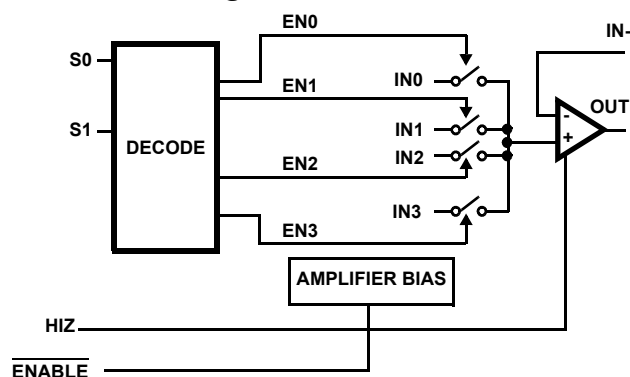 EN0
IN-
S0
IN0
EN1
OUT
S1
IN1
DECODE
IN2
EN2
IN3
EN3
AMPLIFIER BIAS
HIZ
ENABLE
-
+